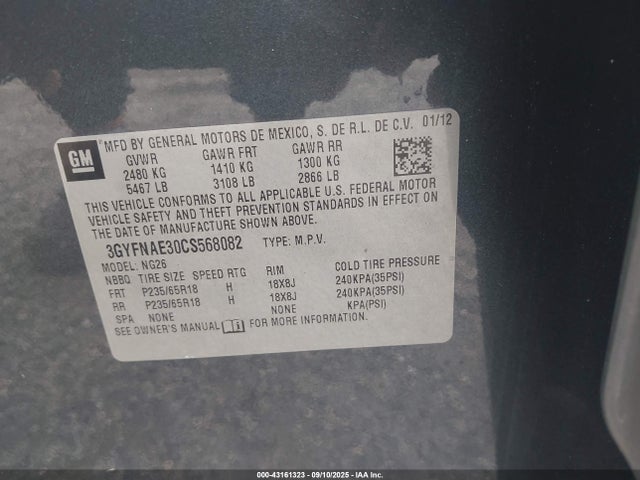 GM
MFD BY GENERAL MOTORS DE MEXICO, S. DE R.L. DE C.V. 01/12
GVWR GAWR FRT GAWR RR
2480 KG 1410 KG 1300 KG
5467 LB 3108 LB 2866 LB
THIS VEHICLE CONFORMS TO ALL APPLICABLE U.S. FEDERAL MOTOR
VEHICLE SAFETY AND THEFT PREVENTION STANDARDS IN EFFECT
ON THE DATE OF MANUFACTURE SHOWN ABOVE.
3GYFNAE30CS568082 TYPE: M.P.V.
MODEL: NG26
NBBQ TIRE SIZE SPEED RTG RIM COLD TIRE PRESSURE
FRT P235/65R18 H 18X8J 240KPA(35PSI)
RR P235/65R18 H 18X8J 240KPA(35PSI)
SPA NONE NONE KPA(PSI)
SEE OWNER'S MANUAL FOR MORE INFORMATION.
000-43161323 - 09/10/2025 - IAA Inc.